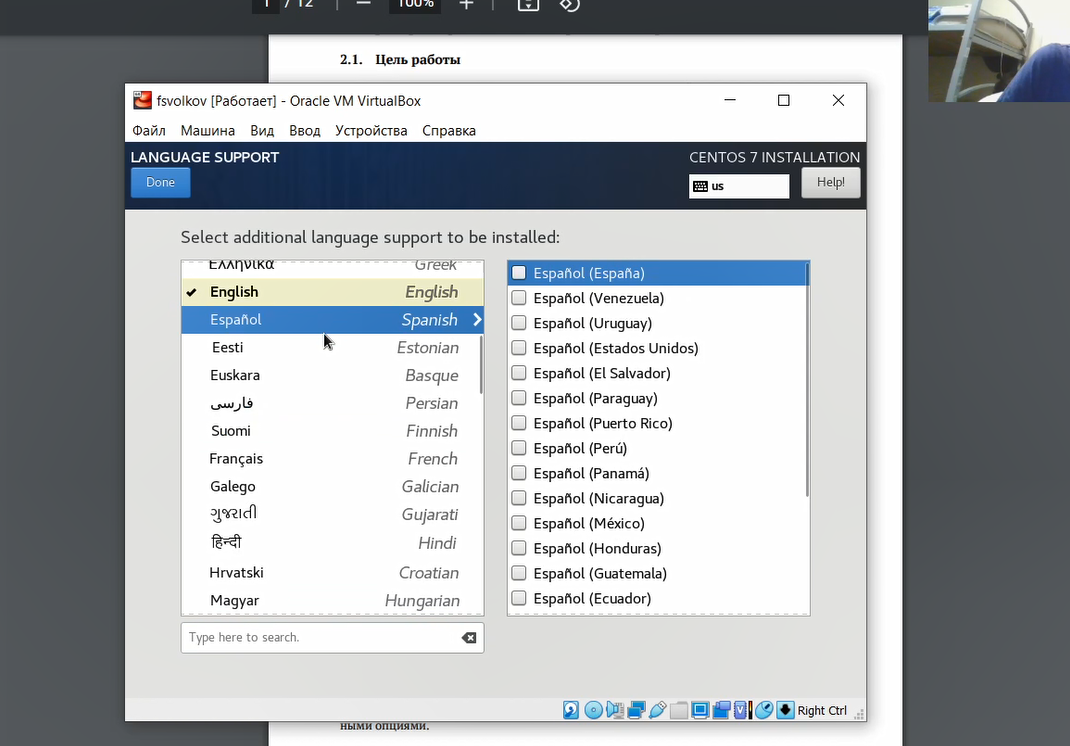 1 / 12 100%
2.1. Цель работы
fsvolkov [Работает] - Oracle VM VirtualBox
Файл Машина Вид Ввод Устройства Справка
LANGUAGE SUPPORT
CENTOS 7 INSTALLATION
Done
us
Help!
Select additional language support to be installed:
Ελληνικά Greek
English English
Español Spanish
Eesti Estonian
Euskara Basque
فارسی Persian
Suomi Finnish
Français French
Galego Galician
ગુજરાતી Gujarati
हिन्दी Hindi
Hrvatski Croatian
Magyar Hungarian
Español (España)
Español (Venezuela)
Español (Uruguay)
Español (Estados Unidos)
Español (El Salvador)
Español (Paraguay)
Español (Puerto Rico)
Español (Perú)
Español (Panamá)
Español (Nicaragua)
Español (México)
Español (Honduras)
Español (Guatemala)
Español (Ecuador)
Type here to search.
Right Ctrl
ными опциями.